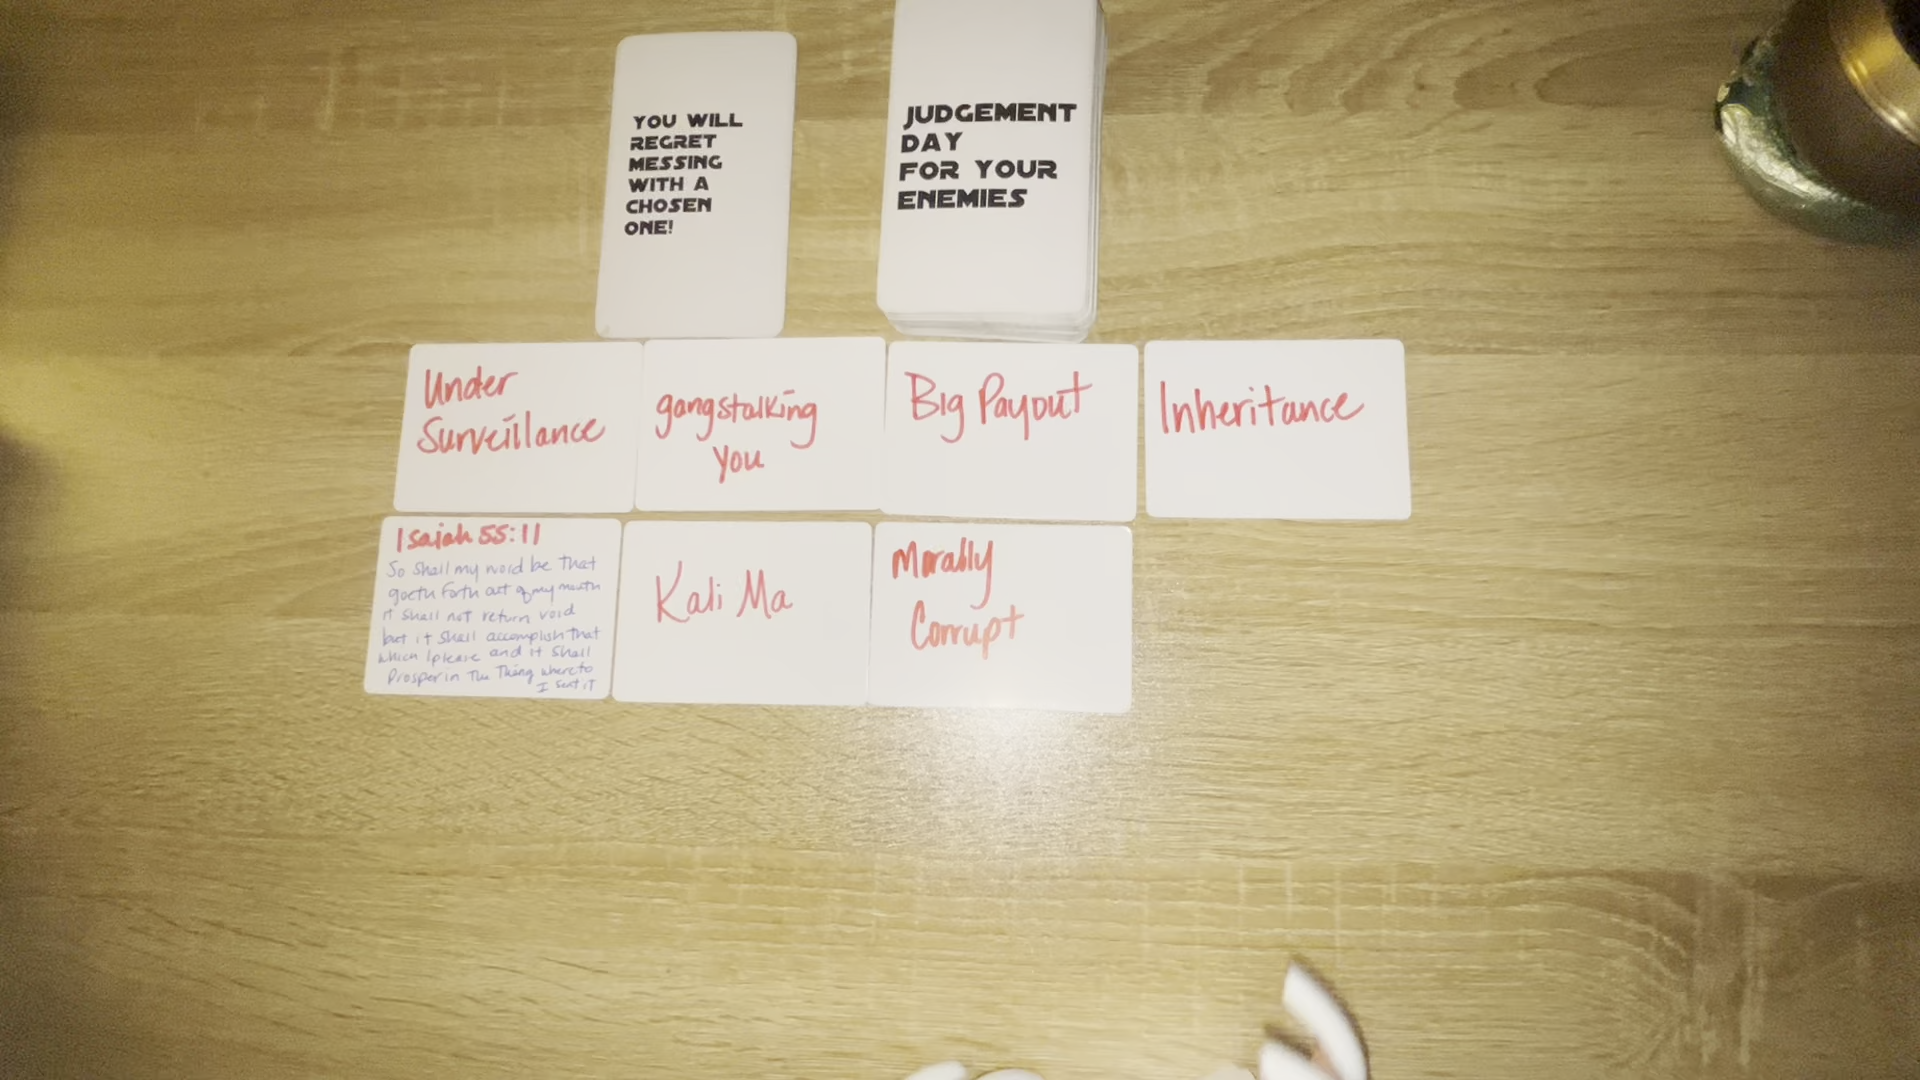 YOU WILL
REGRET
MESSING
WITH A
CHOSEN
ONE!
JUDGEMENT
DAY
FOR YOUR
ENEMIES
Under
Surveillance
gangstalking
You
Big Payout
Inheritance
Isaiah 55:11
So shall my word be that
goeth forth out of my mouth
it shall not return void
but it shall accomplish that
which I please and it shall
Prosper in The Thing whereto
I sent it
Kali Ma
Morally
Corrupt